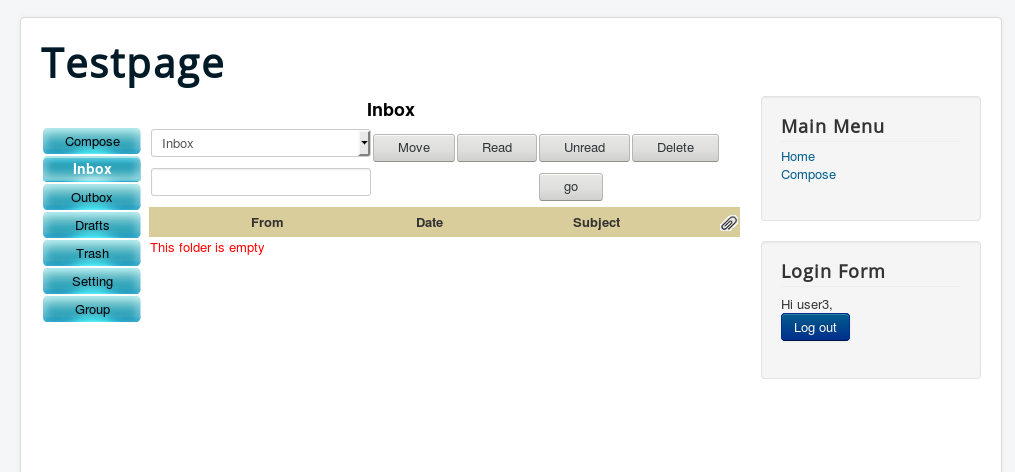 Testpage
Inbox
Compose
Inbox
Outbox
Drafts
Trash
Setting
Group
Inbox
Move Read Unread Delete
go
From Date Subject
This folder is empty
Main Menu
Home
Compose
Login Form
Hi user3,
Log out